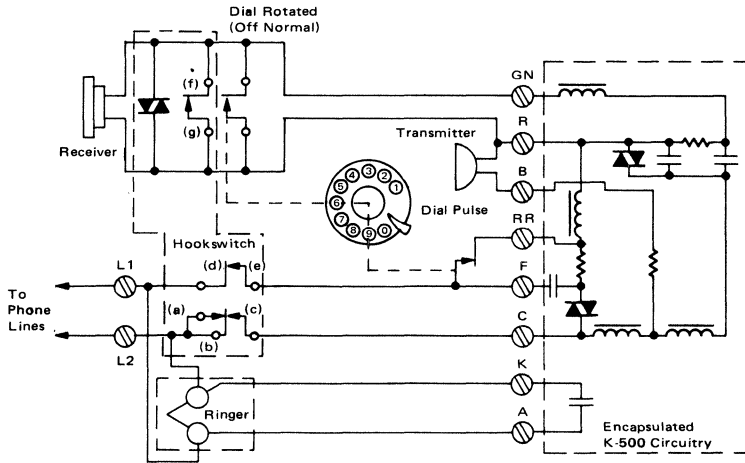 Dial Rotated
(Off Normal)
GN
(f)
R
Transmitter
(g)
Receiver
B
1
2
3
4
5
6
7
8
9
0
Dial Pulse
RR
Hookswitch
L1
(d)
(e)
F
To
Phone
Lines
(a)
(c)
C
(b)
L2
K
Ringer
A
Encapsulated
K-500 Circuitry